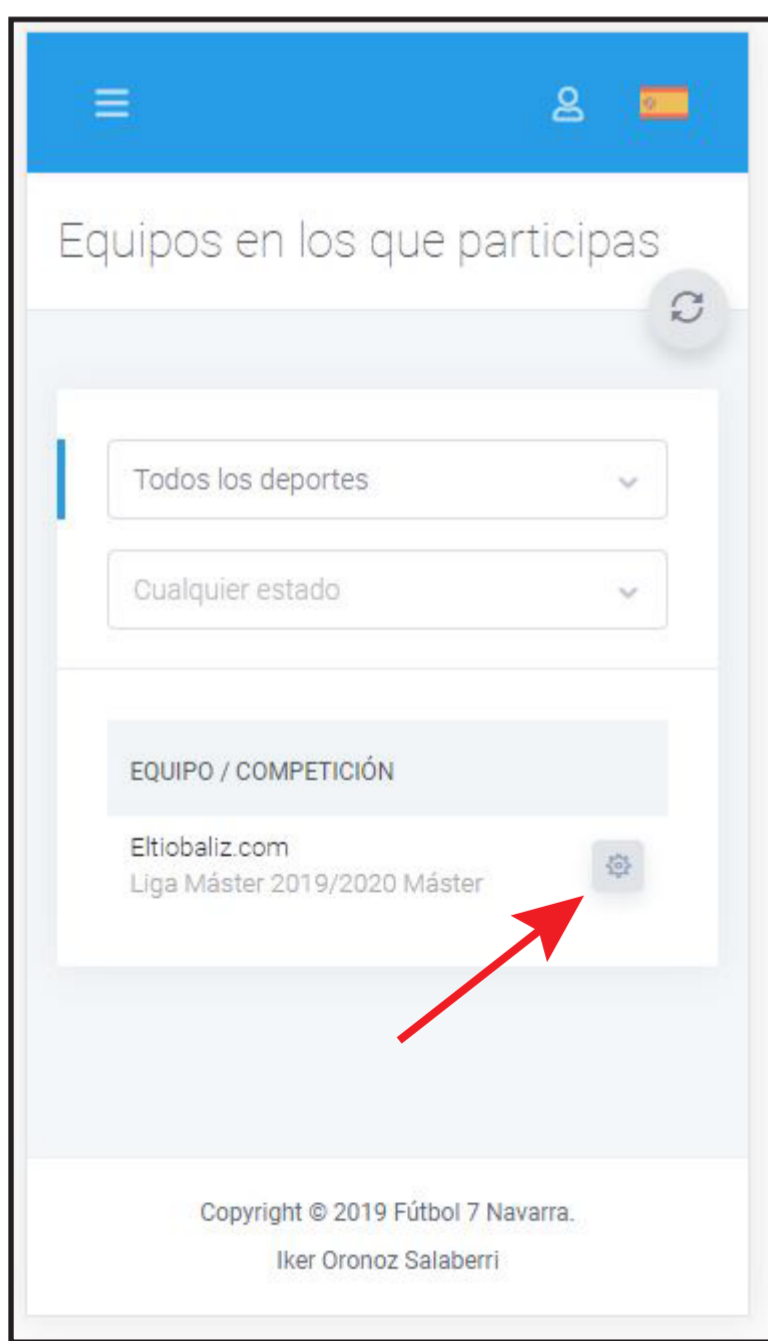 Equipos en los que participas
Todos los deportes
Cualquier estado
EQUIPO / COMPETICIÓN
Eltiobaliz.com
Liga Máster 2019/2020 Máster
Copyright © 2019 Fútbol 7 Navarra.
Iker Oronoz Salaberri